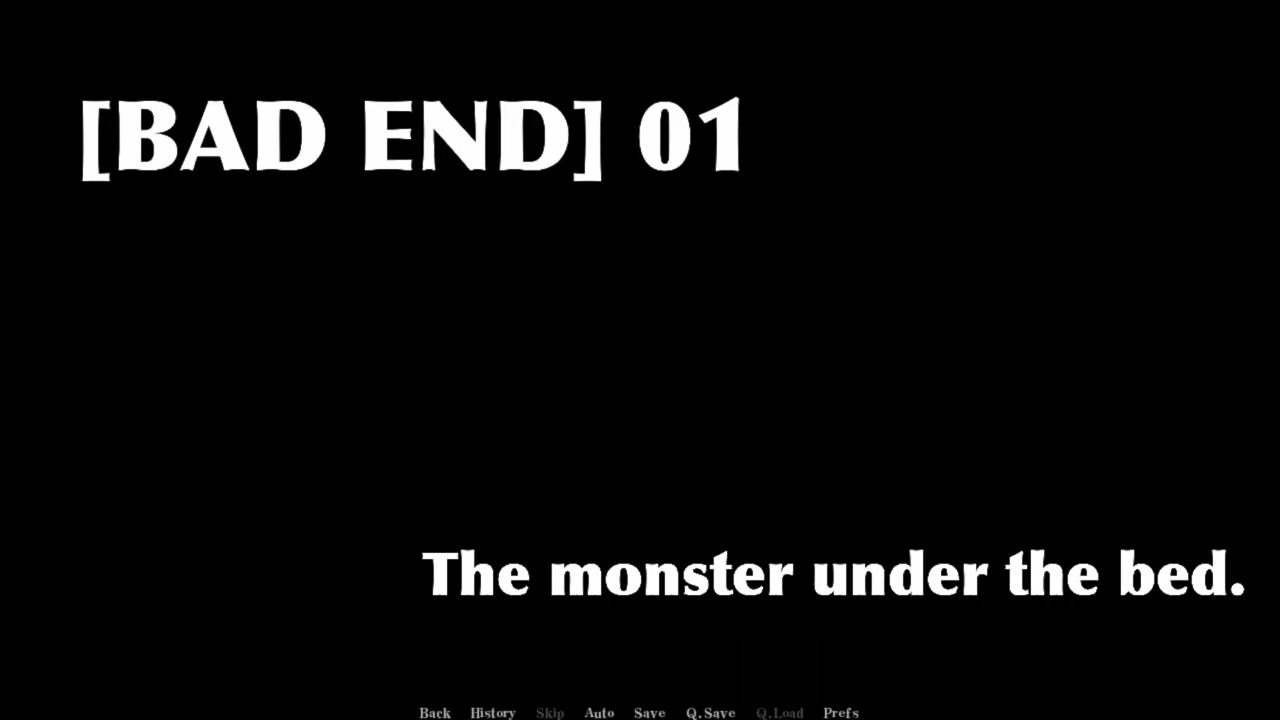 [BAD END] 01
The monster under the bed.
Back History Skip Auto Save Q.Save Q.Load Prefs